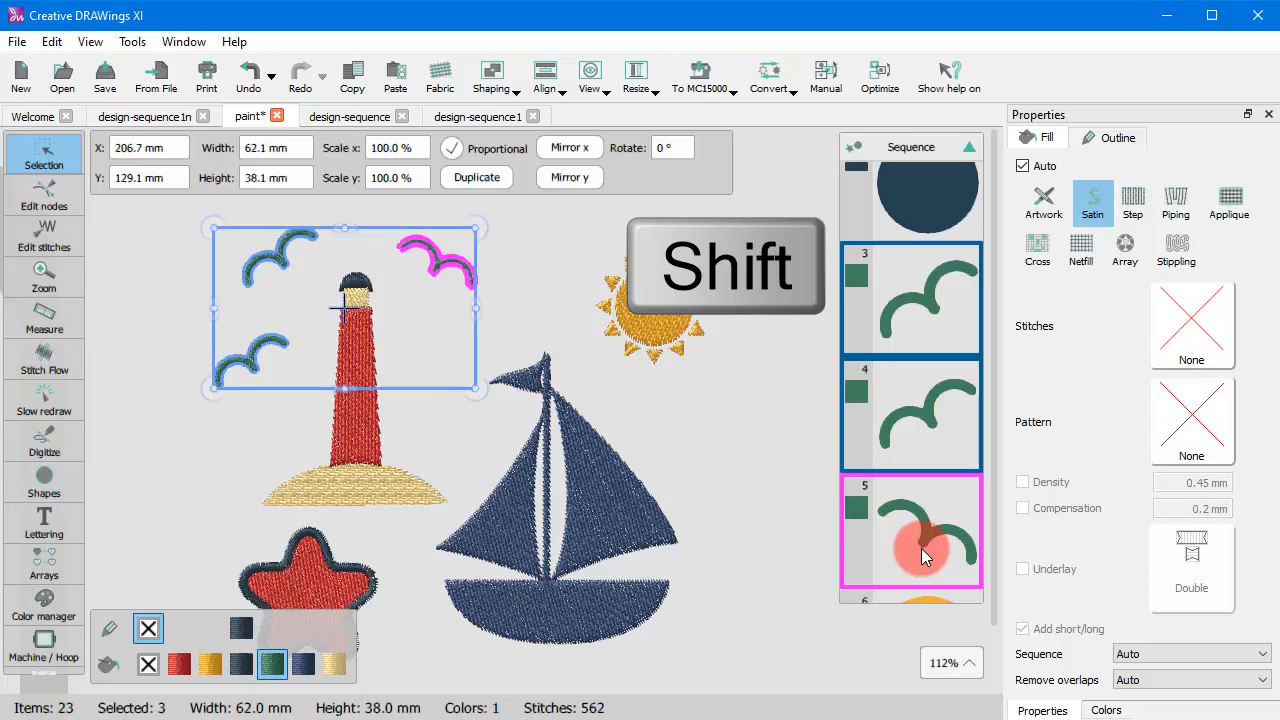 Creative DRAWings XI
File Edit View Tools Window Help
New Open Save From File Print Undo Redo Copy Paste Fabric Shaping Align View Resize To MC15000 Convert Manual Optimize Show help on
Welcome design-sequence1n paint* design-sequence design-sequence1
Properties
Fill Outline
X: 206.7 mm Width: 62.1 mm Scale x: 100.0 % Proportional Mirror x Rotate: 0 °
Y: 129.1 mm Height: 38.1 mm Scale y: 100.0 % Duplicate Mirror y
Selection
Edit nodes
Edit stitches
Zoom
Measure
Stitch Flow
Slow redraw
Digitize
Shapes
Lettering
Arrays
Color manager
Machine / Hoop
Shift
Sequence
3
4
5
6
112%
Auto
Artwork Satin Step Piping Applique
Cross Netfill Array Stippling
Stitches None
Pattern None
Density 0.45 mm
Compensation 0.2 mm
Underlay Double
Add short/long
Sequence Auto
Remove overlaps Auto
Properties Colors
Items: 23 Selected: 3 Width: 62.0 mm Height: 38.0 mm Colors: 1 Stitches: 562